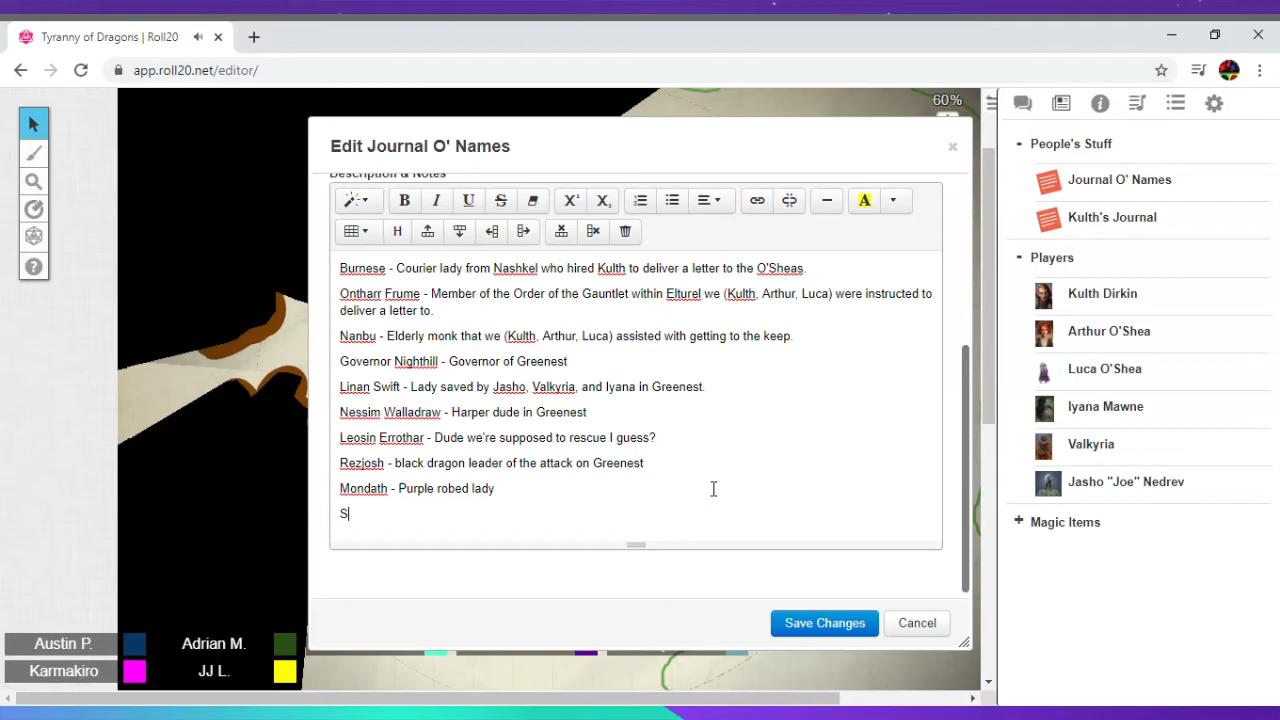 Tyranny of Dragons | Roll20
app.roll20.net/editor/
60%
Edit Journal O' Names
Description & Notes
B I U S X² X₁ A
H
Burnese - Courier lady from Nashkel who hired Kulth to deliver a letter to the O'Sheas.
Ontharr Frume - Member of the Order of the Gauntlet within Elturel we (Kulth, Arthur, Luca) were instructed to
deliver a letter to.
Nanbu - Elderly monk that we (Kulth, Arthur, Luca) assisted with getting to the keep.
Governor Nighthill - Governor of Greenest
Linan Swift - Lady saved by Jasho, Valkyria, and Iyana in Greenest.
Nessim Walladraw - Harper dude in Greenest
Leosin Errothar - Dude we're supposed to rescue I guess?
Rezjosh - black dragon leader of the attack on Greenest
Mondath - Purple robed lady
S
Save Changes
Cancel
People's Stuff
Journal O' Names
Kulth's Journal
Players
Kulth Dirkin
Arthur O'Shea
Luca O'Shea
Iyana Mawne
Valkyria
Jasho "Joe" Nedrev
Magic Items
Austin P.
Adrian M.
Karmakiro
JJ L.